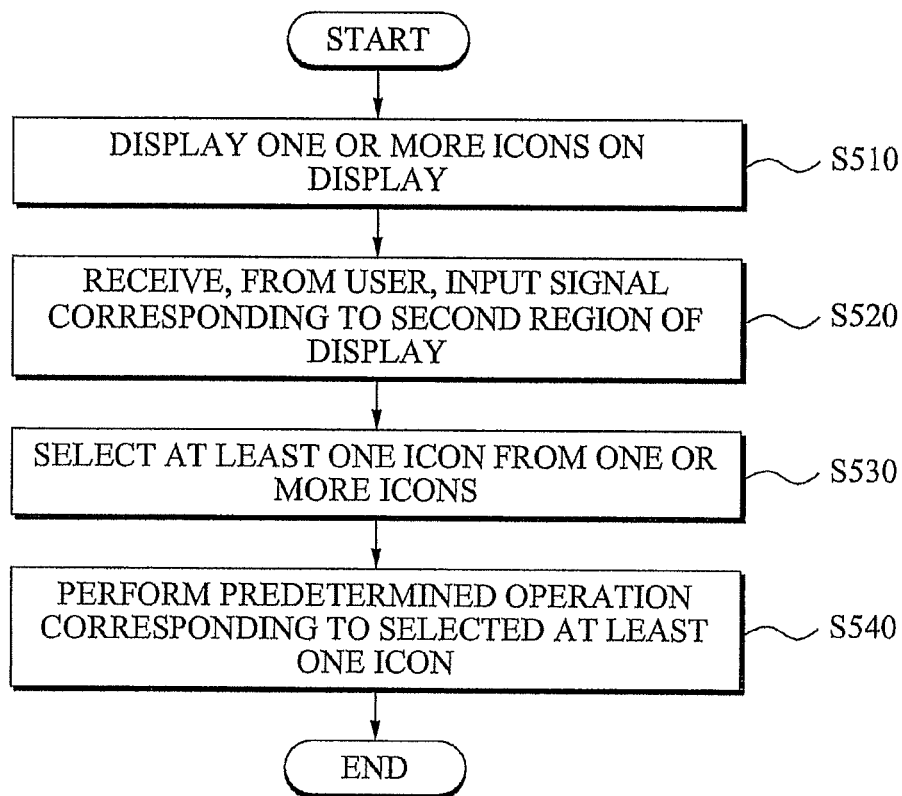 START
DISPLAY ONE OR MORE ICONS ON
DISPLAY
S510
RECEIVE, FROM USER, INPUT SIGNAL
CORRESPONDING TO SECOND REGION OF
DISPLAY
S520
SELECT AT LEAST ONE ICON FROM ONE OR
MORE ICONS
S530
PERFORM PREDETERMINED OPERATION
CORRESPONDING TO SELECTED AT LEAST
ONE ICON
S540
END